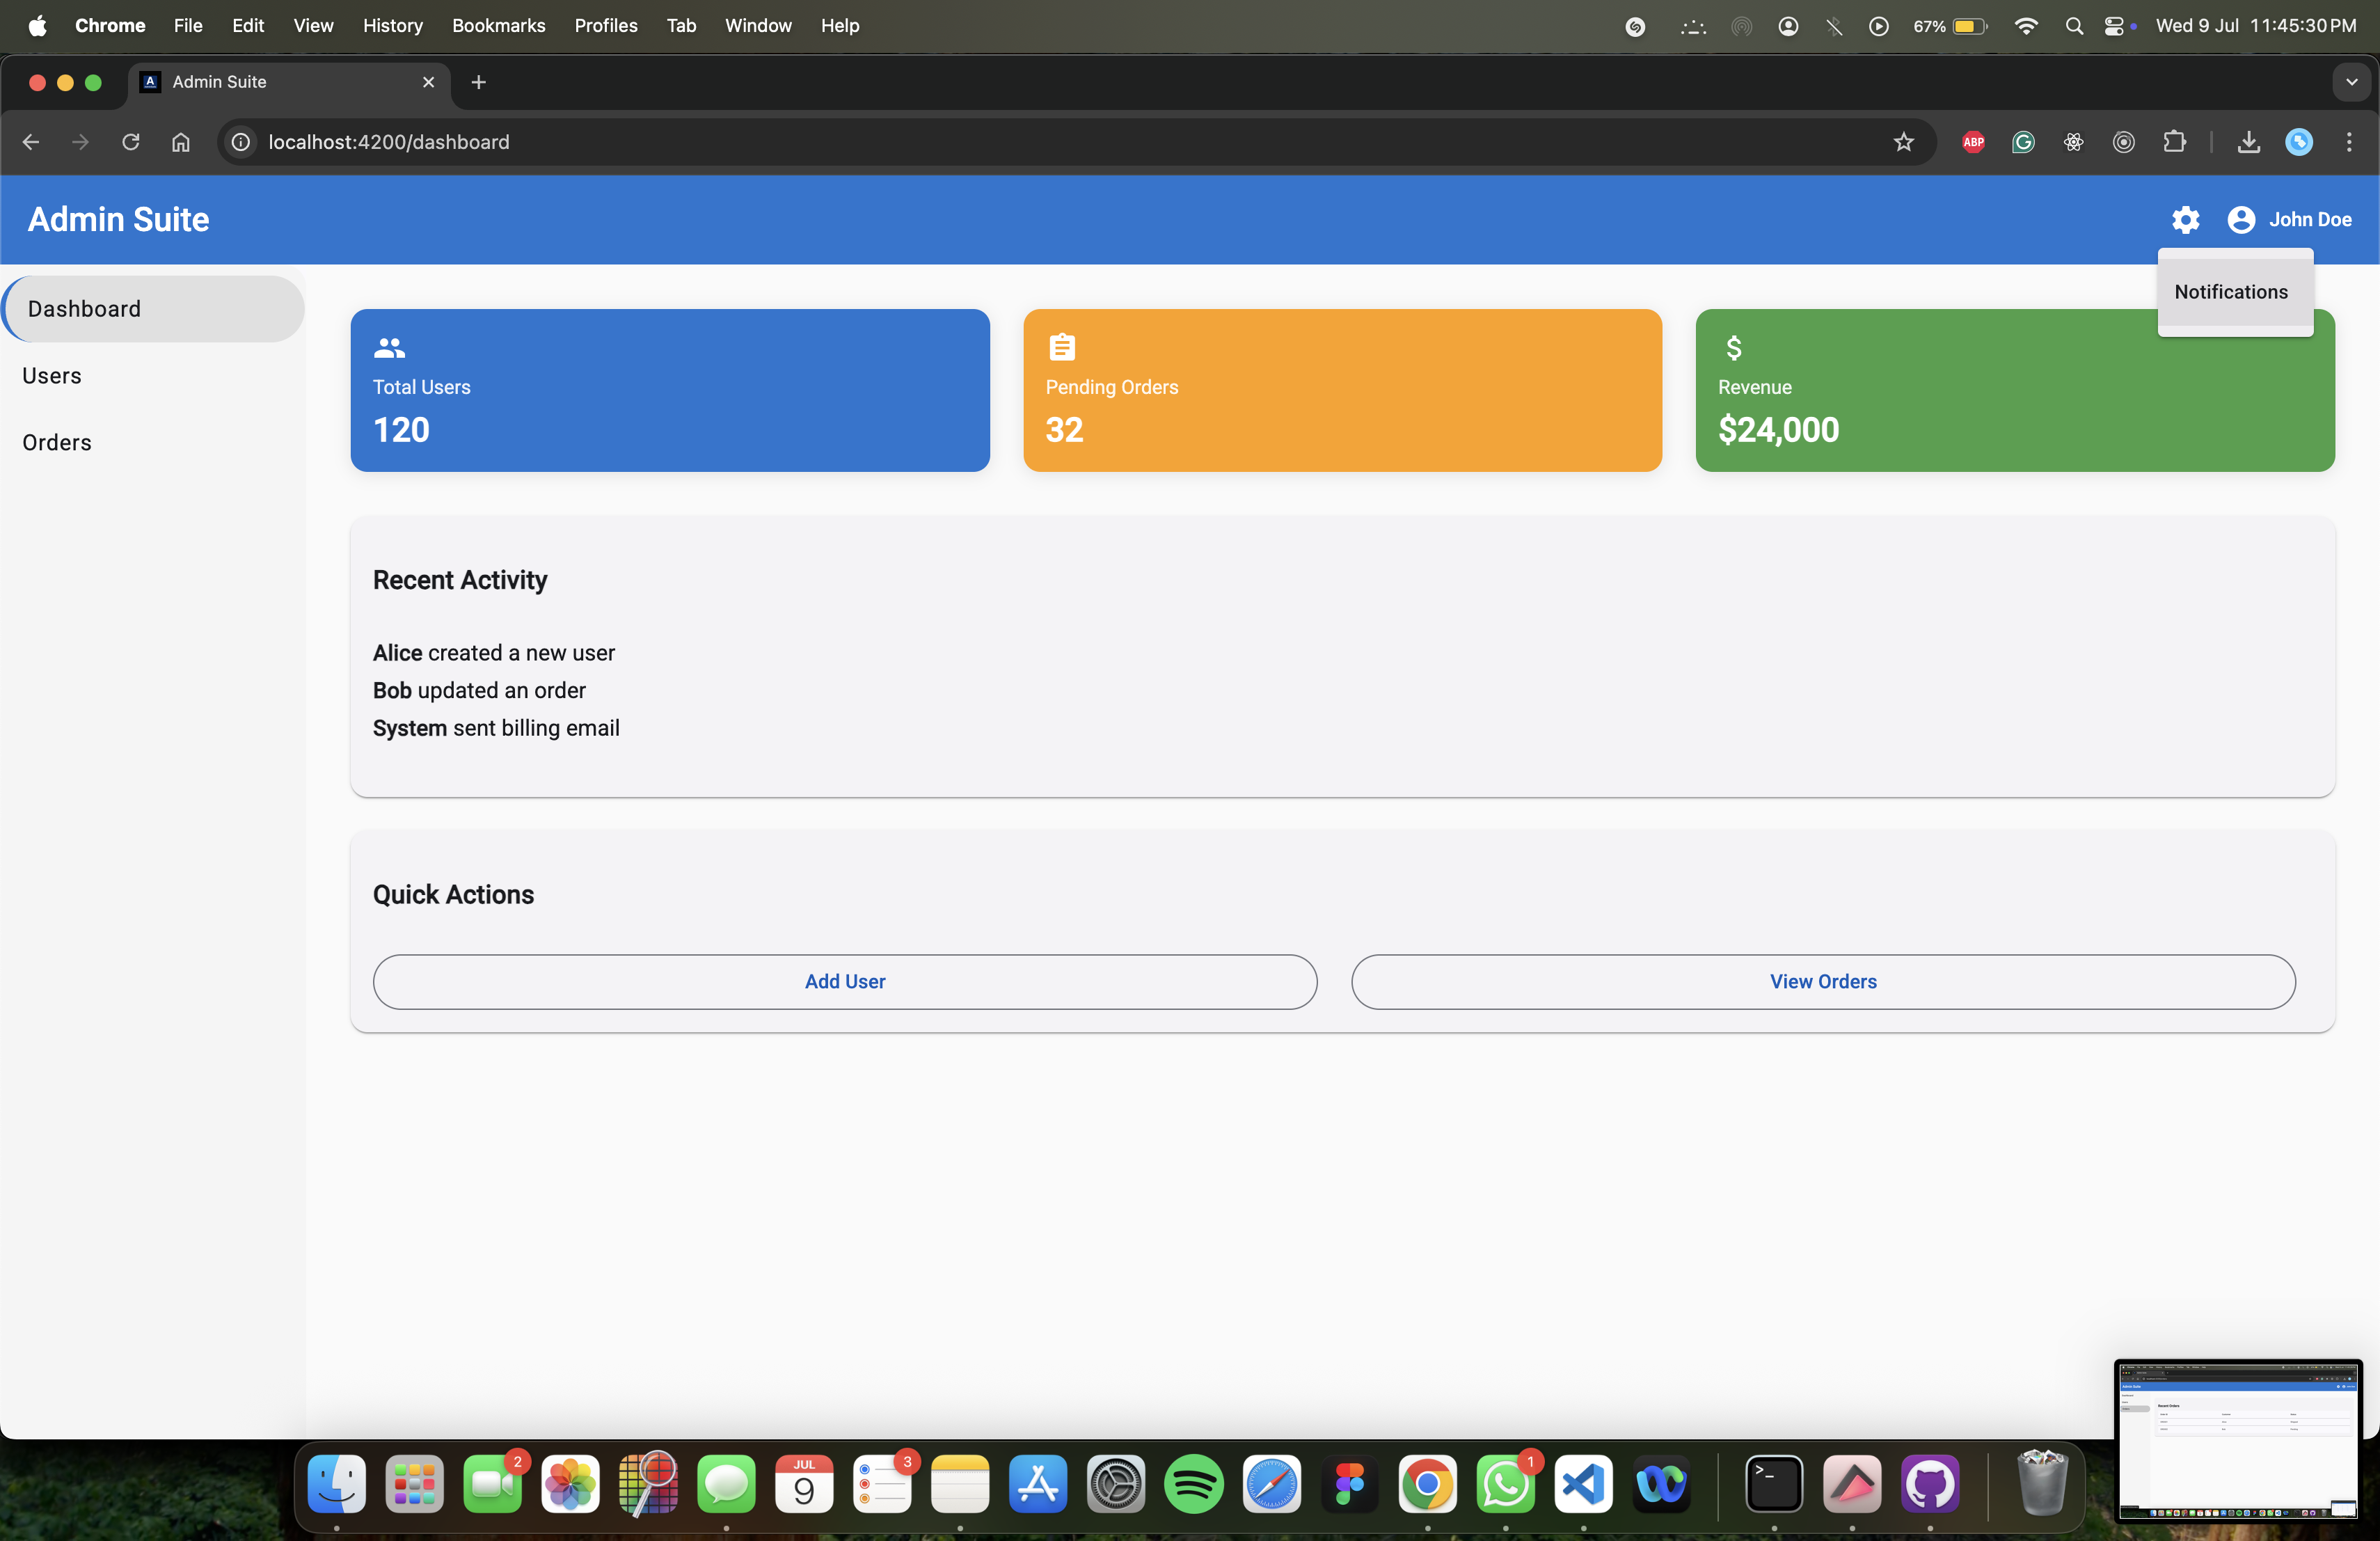 Chrome File Edit View History Bookmarks Profiles Tab Window Help 67% Wed 9 Jul 11:45:30 PM
A Admin Suite
localhost:4200/dashboard ABP G
Admin Suite John Doe
Notifications
Dashboard
Users
Orders
Total Users
120
Pending Orders
32
$
Revenue
$24,000
Recent Activity
Alice created a new user
Bob updated an order
System sent billing email
Quick Actions
Add User View Orders
Recent Orders
2 JUL 9 3 1 >_